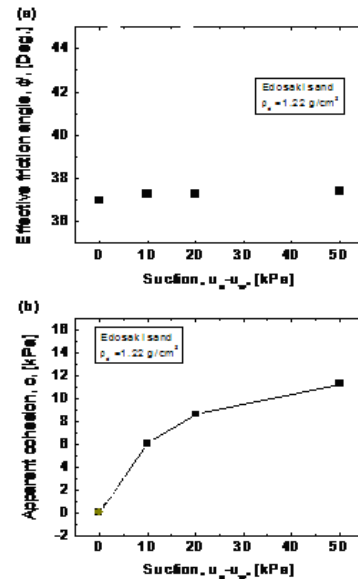 (a)
Effective friction angle, ϕ', [Deg.]
44
42
40
38
36
Edosaki sand
ρd =1.22 g/cm³
0 10 20 30 40 50
Suction, ua-uw, [kPa]
(b)
Apparent cohesion, c, [kPa]
16
14
12
10
8
6
4
2
0
-2
Edosaki sand
ρd =1.22 g/cm³
0 10 20 30 40 50
Suction, ua-uw, [kPa]